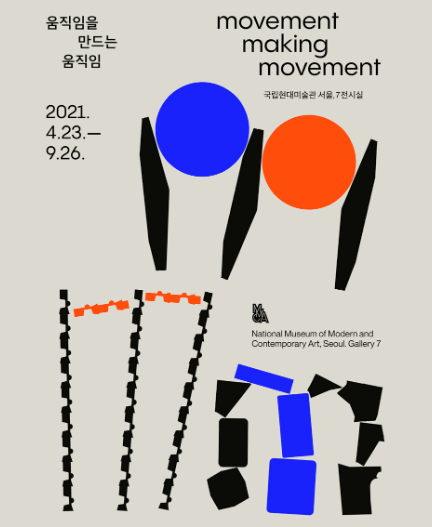 움직임을
만드는
움직임
movement
making
movement
국립현대미술관 서울, 7전시실
2021.
4.23.—
9.26.
MMCA
National Museum of Modern and
Contemporary Art, Seoul. Gallery 7